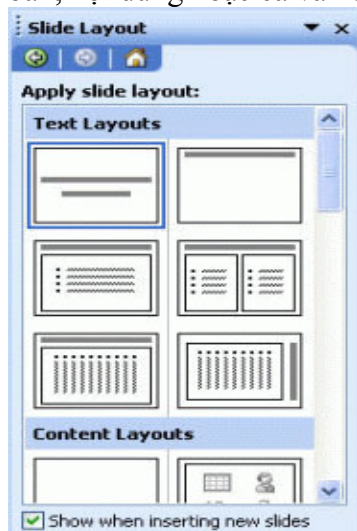 Slide Layout
Apply slide layout:
Text Layouts
Content Layouts
Show when inserting new slides